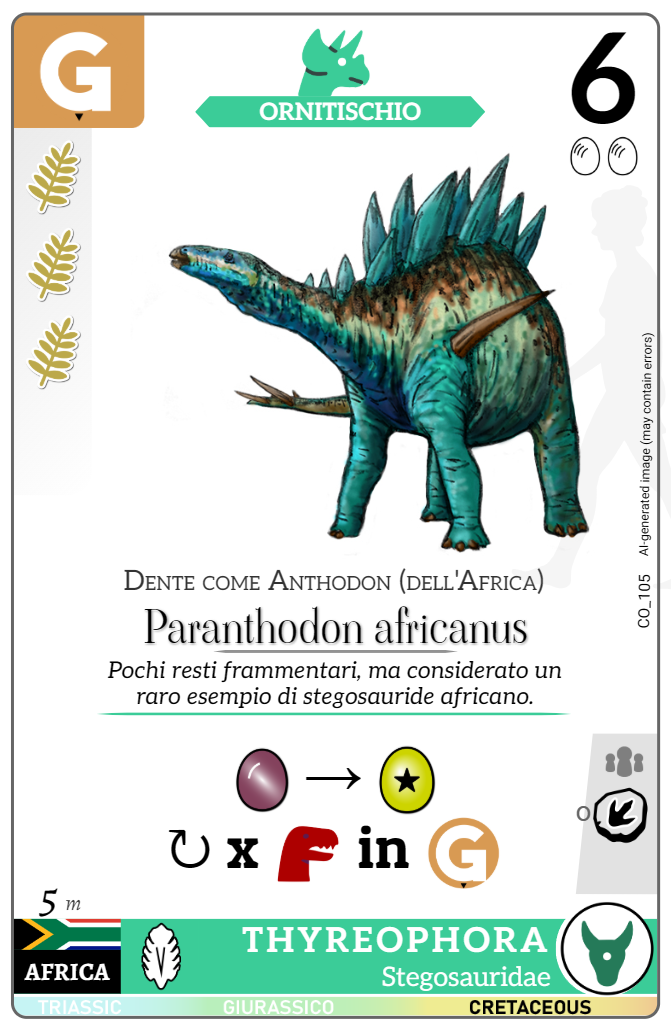 G
ORNITISCHIO
6
AI-generated image (may contain errors)
CO_105
DENTE COME ANTHODON (DELL'AFRICA)
Paranthodon africanus
Pochi resti frammentari, ma considerato un
raro esempio di stegosauride africano.
→
x in G
O
5 m
AFRICA
THYREOPHORA
Stegosauridae
TRIASSIC GIURASSICO CRETACEOUS